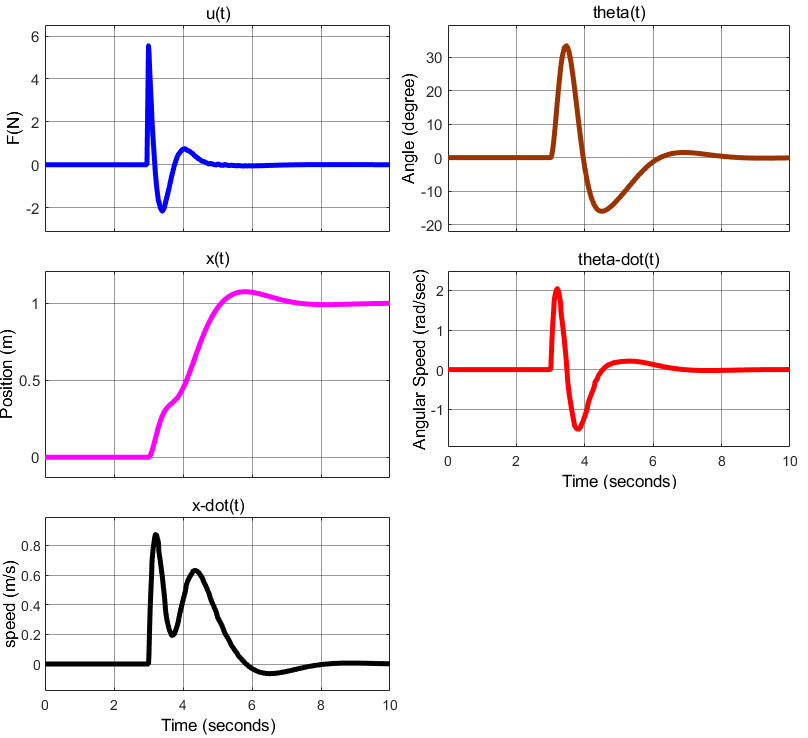 u(t)
F(N)
6
4
2
0
-2
theta(t)
Angle (degree)
30
20
10
0
-10
-20
x(t)
Position (m)
1
0.5
0
theta-dot(t)
Angular Speed (rad/sec)
2
1
0
-1
0 2 4 6 8 10
Time (seconds)
x-dot(t)
speed (m/s)
0.8
0.6
0.4
0.2
0
0 2 4 6 8 10
Time (seconds)